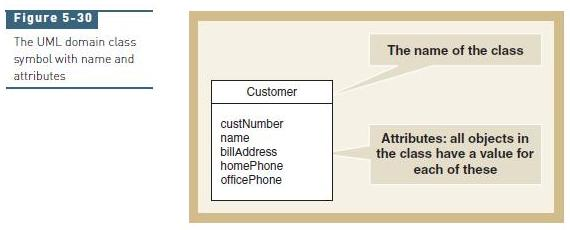 Figure 5-30
The UML domain class
symbol with name and
attributes
The name of the class
Customer
custNumber
name
billAddress
homePhone
officePhone
Attributes: all objects in
the class have a value for
each of these